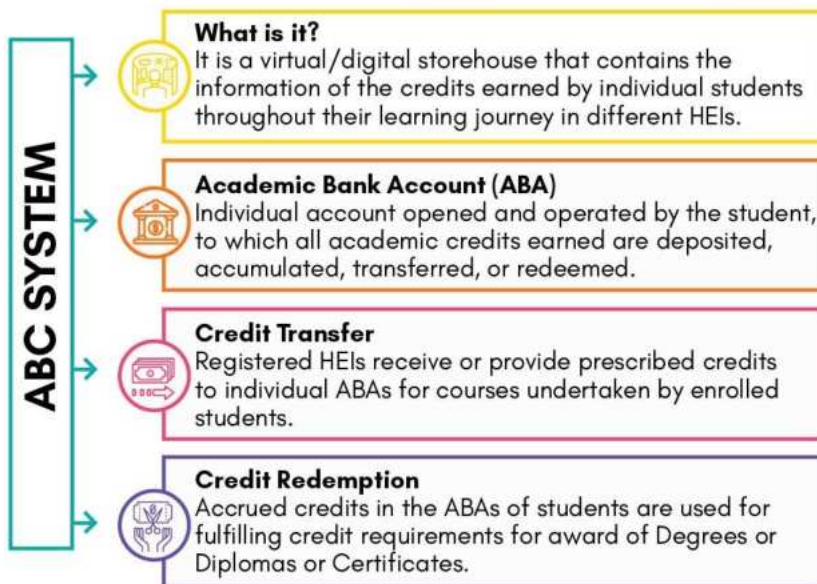 ABC SYSTEM
What is it?
It is a virtual/digital storehouse that contains the
information of the credits earned by individual students
throughout their learning journey in different HEIs.
Academic Bank Account (ABA)
Individual account opened and operated by the student,
to which all academic credits earned are deposited,
accumulated, transferred, or redeemed.
Credit Transfer
Registered HEIs receive or provide prescribed credits
to individual ABAs for courses undertaken by enrolled
students.
Credit Redemption
Accrued credits in the ABAs of students are used for
fulfilling credit requirements for award of Degrees or
Diplomas or Certificates.